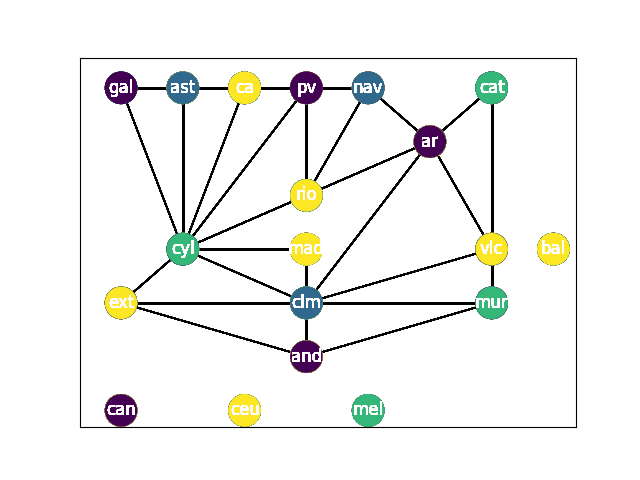 gal ast ca pv nav cat
ar
rio
cyl mad vlc bal
ext clm mur
and
can ceu mel